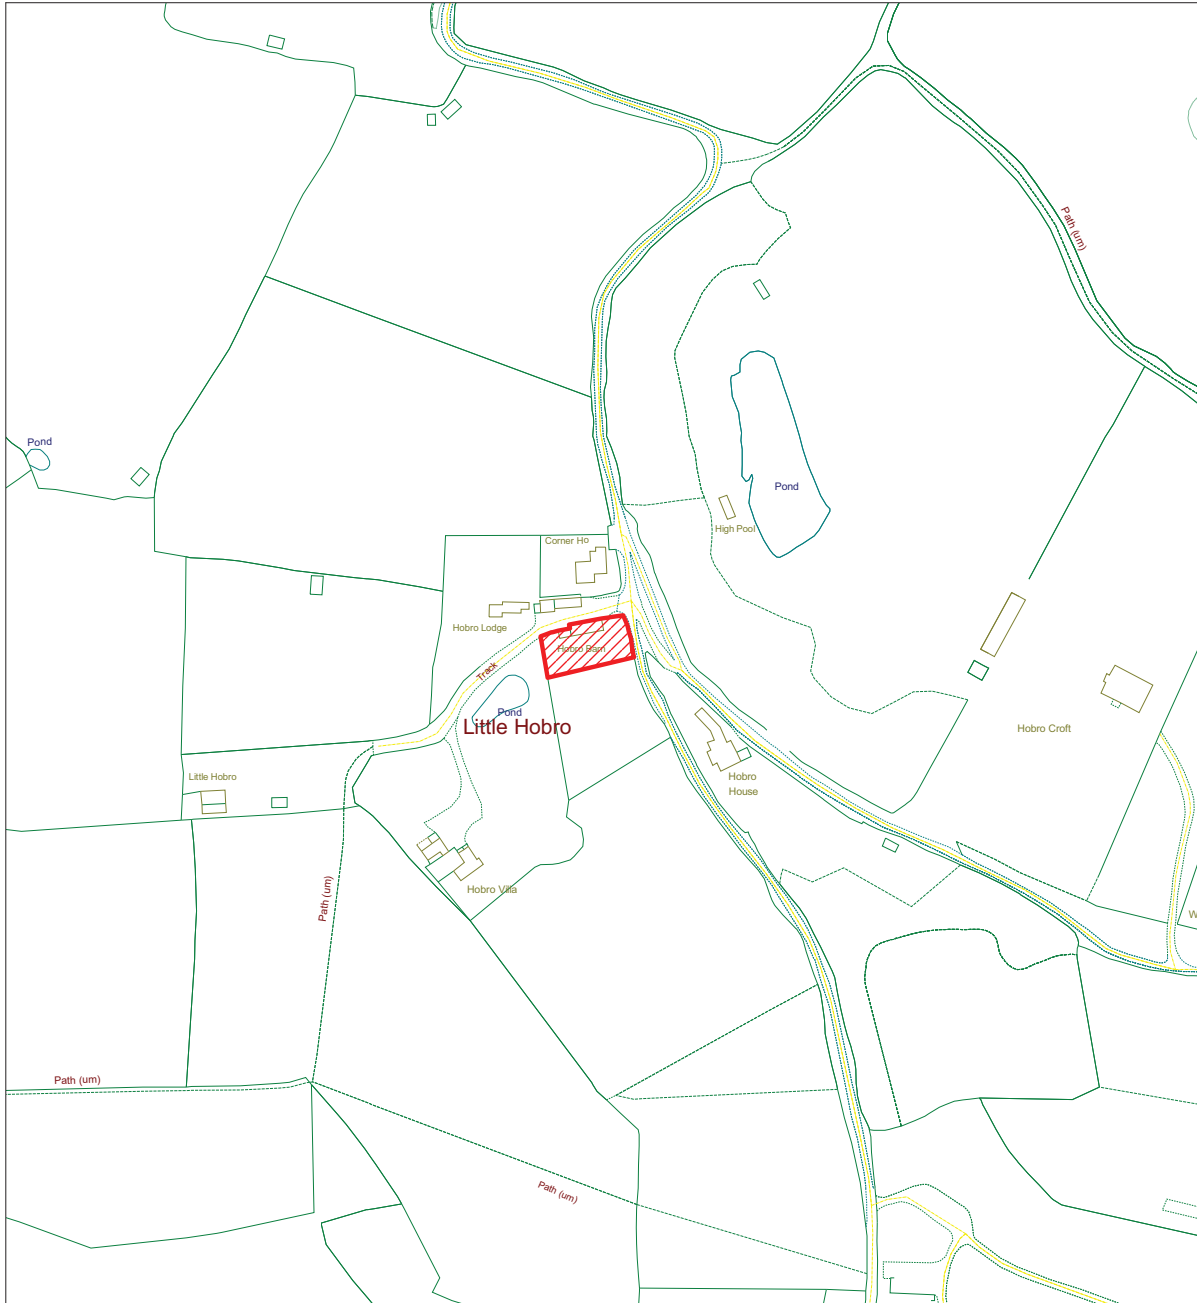 Path (um)
Pond
Pond
High Pool
Corner Ho
Hobro Lodge
Hobro Barn
Track
Pond
Little Hobro
Hobro Croft
Little Hobro
Hobro
House
Hobro Villa
Path (um)
W
Path (um)
Path (um)